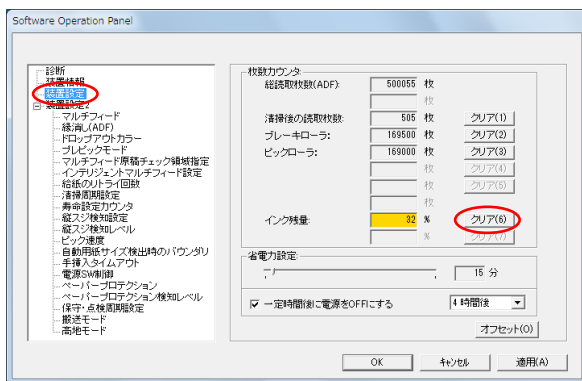 Software Operation Panel
診断
装置情報
装置設定
装置設定2
マルチフィード
縁消し(ADF)
ドロップアウトカラー
プレピックモード
マルチフィード原稿チェック領域指定
インテリジェントマルチフィード設定
給紙のリトライ回数
清掃周期設定
寿命設定カウンタ
縦スジ検知設定
縦スジ検知レベル
ピック速度
自動用紙サイズ検出時のバウンダリ
手挿入タイムアウト
電源SW制御
ペーパープロテクション
ペーパープロテクション検知レベル
保守・点検周期設定
搬送モード
高地モード
枚数カウンタ:
総読取枚数(ADF): 500055 枚
枚
清掃後の読取枚数: 505 枚 クリア(1)
ブレーキローラ: 169500 枚 クリア(2)
ピックローラ: 169000 枚 クリア(3)
枚 クリア(4)
枚 クリア(5)
枚
インク残量: 32 % クリア(6)
% クリア(7)
省電力設定:
15 分
一定時間後に電源をOFFにする 4 時間後
オフセット(O)
OK キャンセル 適用(A)